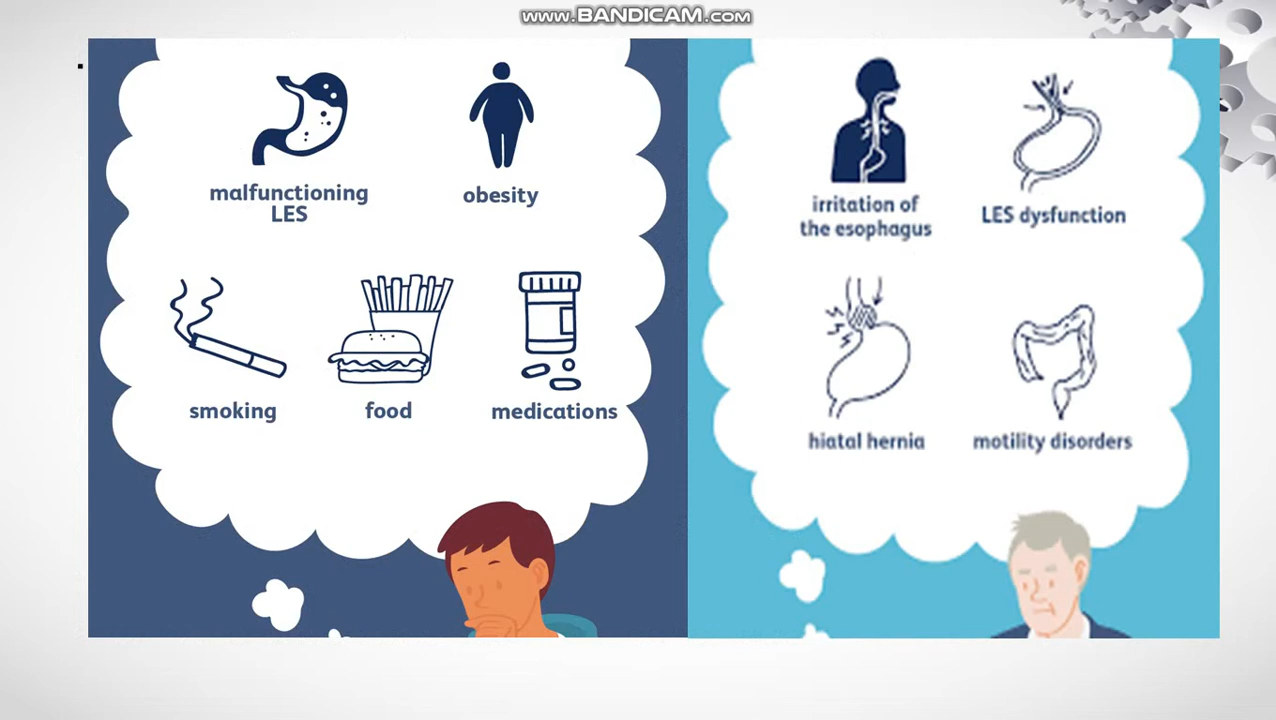 www.BANDICAM.com
malfunctioning
LES
obesity
smoking
food
medications
irritation of
the esophagus
LES dysfunction
hiatal hernia
motility disorders